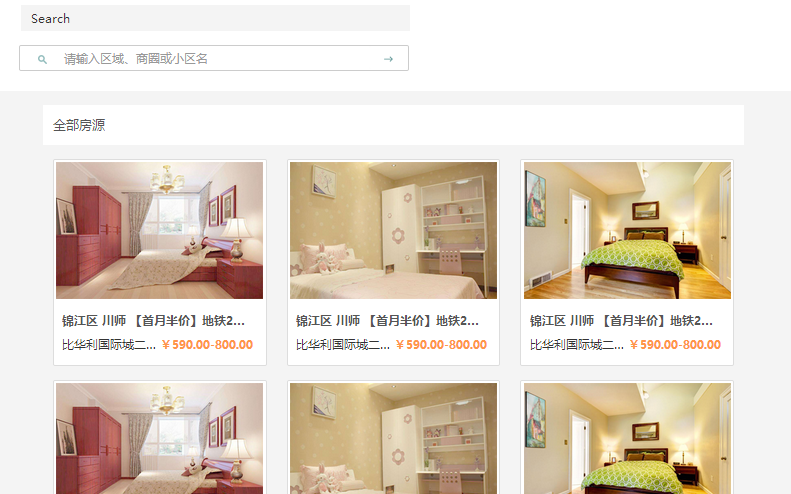 Search
请输入区域、商圈或小区名
全部房源
锦江区 川师 【首月半价】地铁2...
比华利国际城二... ￥590.00-800.00
锦江区 川师 【首月半价】地铁2...
比华利国际城二... ￥590.00-800.00
锦江区 川师 【首月半价】地铁2...
比华利国际城二... ￥590.00-800.00